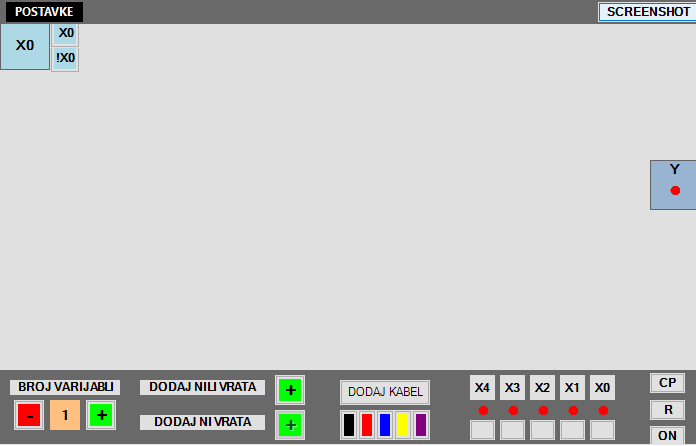 POSTAVKE
SCREENSHOT
X0
X0
!X0
Y
BROJ VARIJABLI
- 1 +
DODAJ NILI VRATA +
DODAJ NI VRATA +
DODAJ KABEL
X4 X3 X2 X1 X0
CP
R
ON